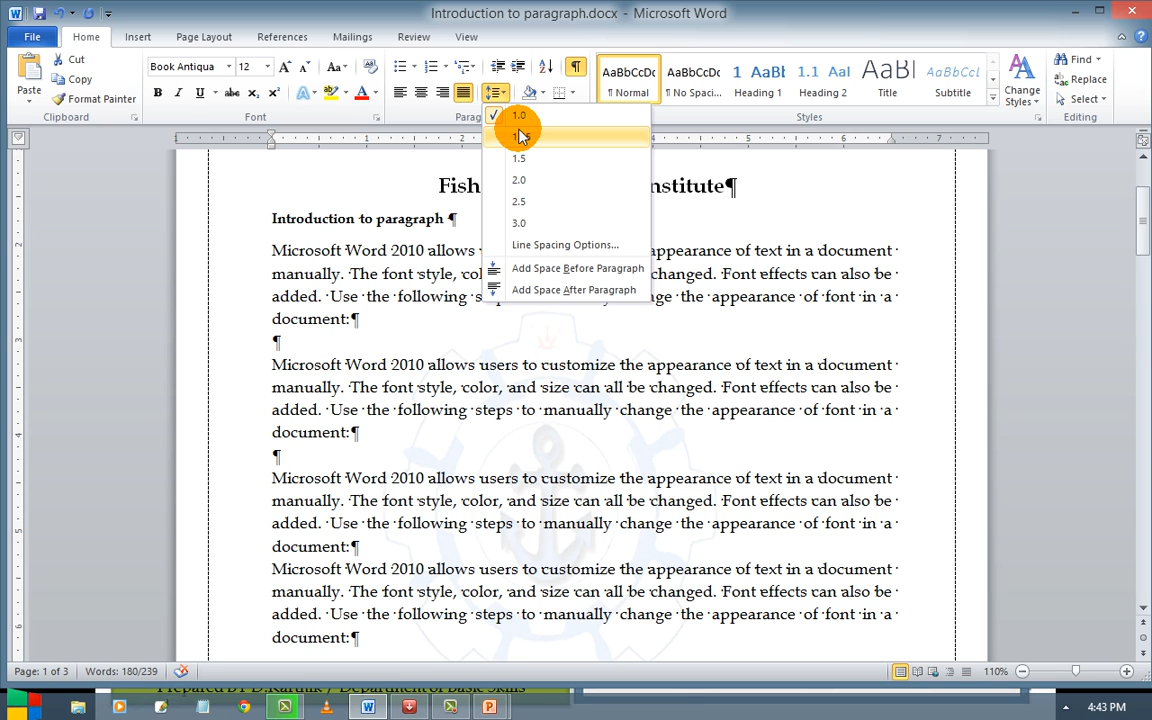 Introduction to paragraph.docx - Microsoft Word
File Home Insert Page Layout References Mailings Review View
Paste
Cut
Copy
Format Painter
Clipboard
Book Antiqua 12
Font
Parag
AaBbCcDc
¶ Normal
AaBbCcDc
¶ No Spaci...
1 AaBb
Heading 1
1.1 AaI
Heading 2
AaB
Title
AaBbCcL
Subtitle
Styles
Change Styles
Find
Replace
Select
Editing
1.0
1.5
2.0
2.5
3.0
Line Spacing Options...
Add Space Before Paragraph
Add Space After Paragraph
Fish nstitute¶
Introduction to paragraph ¶
Microsoft Word 2010 allows appearance of text in a document
manually. The font style, col changed. Font effects can also be
added. Use the following st appearance of font in a
document:¶
¶
Microsoft Word 2010 allows users to customize the appearance of text in a document
manually. The font style, color, and size can all be changed. Font effects can also be
added. Use the following steps to manually change the appearance of font in a
document:¶
¶
Microsoft Word 2010 allows users to customize the appearance of text in a document
manually. The font style, color, and size can all be changed. Font effects can also be
added. Use the following steps to manually change the appearance of font in a
document:¶
Microsoft Word 2010 allows users to customize the appearance of text in a document
manually. The font style, color, and size can all be changed. Font effects can also be
added. Use the following steps to manually change the appearance of font in a
document:¶
Page: 1 of 3 Words: 180/239 110%
Department of Basic Skills
4:43 PM